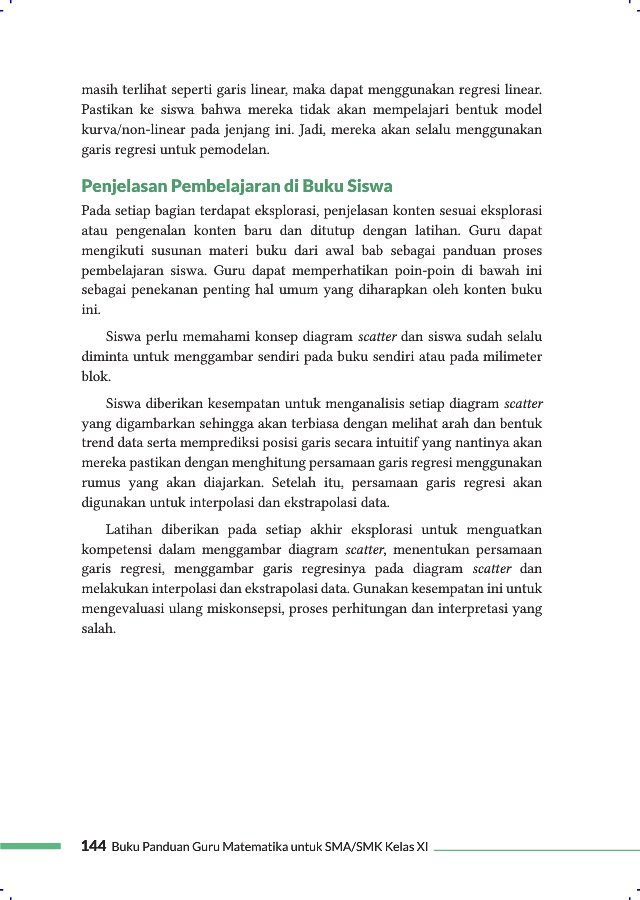 masih terlihat seperti garis linear, maka dapat menggunakan regresi linear.
Pastikan ke siswa bahwa mereka tidak akan mempelajari bentuk model
kurva/non-linear pada jenjang ini. Jadi, mereka akan selalu menggunakan
garis regresi untuk pemodelan.
Penjelasan Pembelajaran di Buku Siswa
Pada setiap bagian terdapat eksplorasi, penjelasan konten sesuai eksplorasi
atau pengenalan konten baru dan ditutup dengan latihan. Guru dapat
mengikuti susunan materi buku dari awal bab sebagai panduan proses
pembelajaran siswa. Guru dapat memperhatikan poin-poin di bawah ini
sebagai penekanan penting hal umum yang diharapkan oleh konten buku
ini.
Siswa perlu memahami konsep diagram scatter dan siswa sudah selalu
diminta untuk menggambar sendiri pada buku sendiri atau pada milimeter
blok.
Siswa diberikan kesempatan untuk menganalisis setiap diagram scatter
yang digambarkan sehingga akan terbiasa dengan melihat arah dan bentuk
trend data serta memprediksi posisi garis secara intuitif yang nantinya akan
mereka pastikan dengan menghitung persamaan garis regresi menggunakan
rumus yang akan diajarkan. Setelah itu, persamaan garis regresi akan
digunakan untuk interpolasi dan ekstrapolasi data.
Latihan diberikan pada setiap akhir eksplorasi untuk menguatkan
kompetensi dalam menggambar diagram scatter, menentukan persamaan
garis regresi, menggambar garis regresinya pada diagram scatter dan
melakukan interpolasi dan ekstrapolasi data. Gunakan kesempatan ini untuk
mengevaluasi ulang miskonsepsi, proses perhitungan dan interpretasi yang
salah.
144 Buku Panduan Guru Matematika untuk SMA/SMK Kelas XI